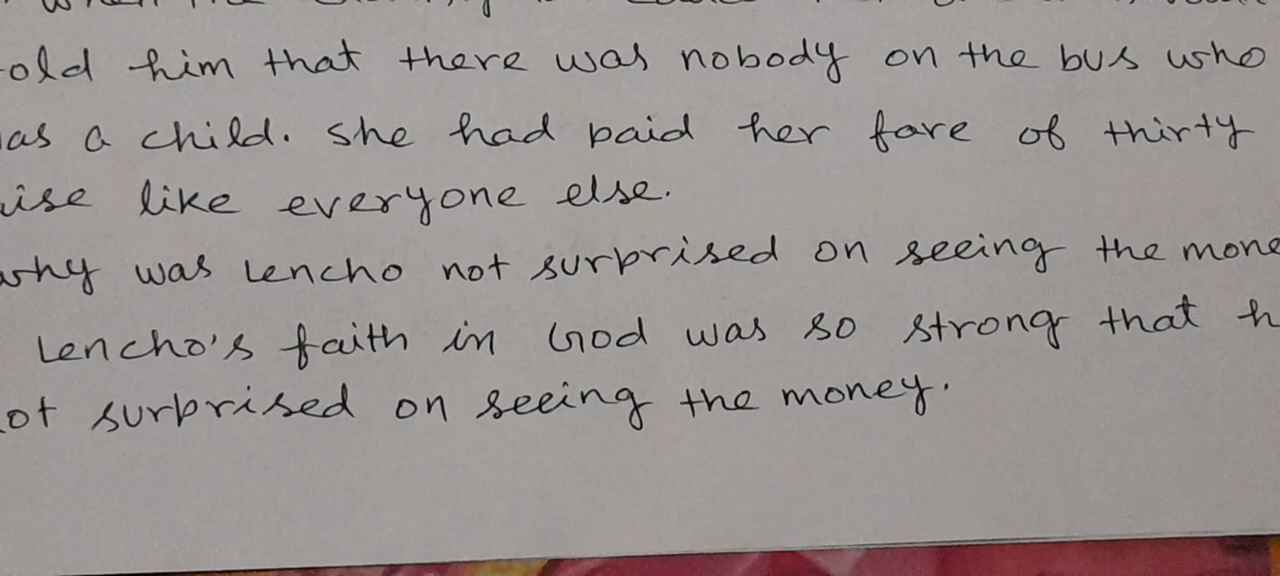 old him that there was nobody on the bus who
as a child. she had paid her fare of thirty
ise like everyone else.
why was Lencho not surprised on seeing the mone
Lencho's faith in God was so strong that h
ot surprised on seeing the money.